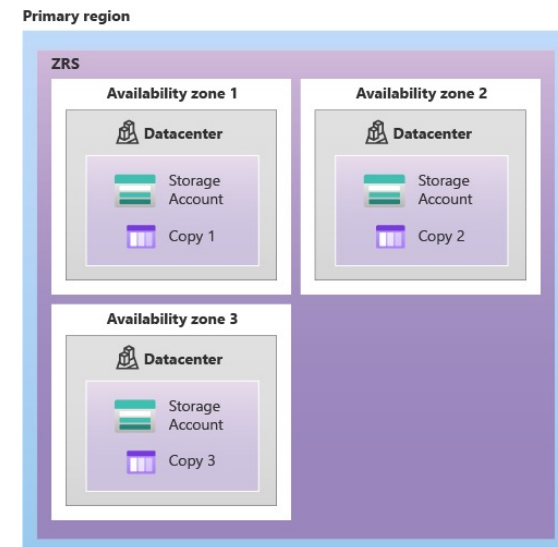 Primary region
ZRS
Availability zone 1
Datacenter
Storage
Account
Copy 1
Availability zone 2
Datacenter
Storage
Account
Copy 2
Availability zone 3
Datacenter
Storage
Account
Copy 3